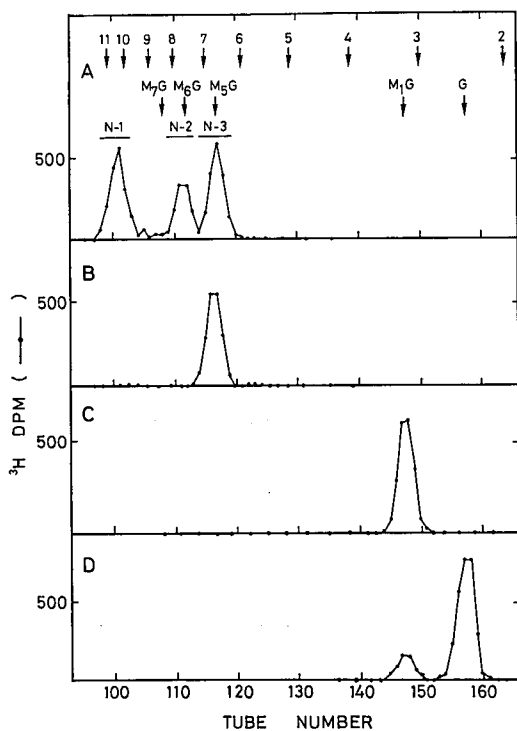 11 10 9 8 7 6 5 4 3 2
A
M₇G M₆G M₅G M₁G G
N-1 N-2 N-3
500
B
500
C
500
D
500
³H DPM (—•—)
100 110 120 130 140 150 160
TUBE NUMBER